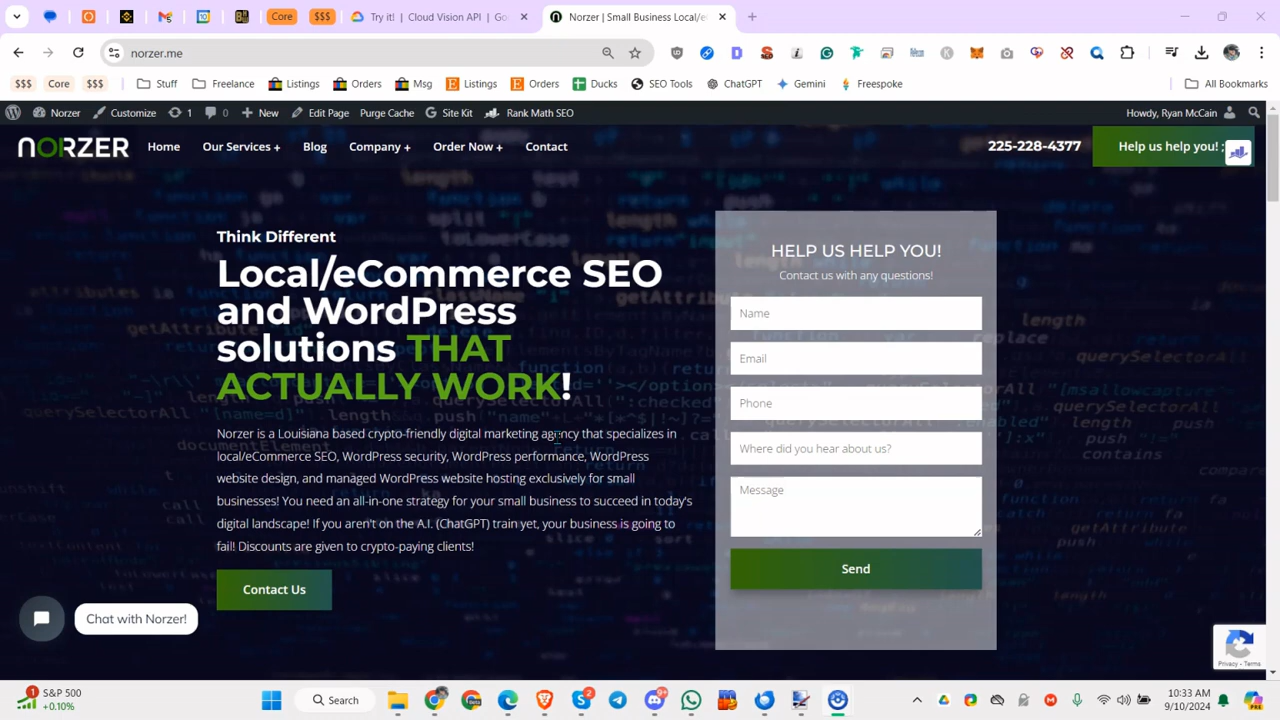 Core
$$$
Try it! | Cloud Vision API | Go
Norzer | Small Business Local/e
norzer.me
$$$
Core
$$$
Stuff
Freelance
Listings
Orders
Msg
Listings
Orders
Ducks
SEO Tools
ChatGPT
Gemini
Freespoke
All Bookmarks
Norzer
Customize
1
0
New
Edit Page
Purge Cache
Site Kit
Rank Math SEO
Howdy, Ryan McCain
NORZER
Home
Our Services +
Blog
Company +
Order Now +
Contact
225-228-4377
Help us help you! ;
Think Different
Local/eCommerce SEO
and WordPress
solutions THAT
ACTUALLY WORK!
Norzer is a Louisiana based crypto-friendly digital marketing agency that specializes in
local/eCommerce SEO, WordPress security, WordPress performance, WordPress
website design, and managed WordPress website hosting exclusively for small
businesses! You need an all-in-one strategy for your small business to succeed in today's
digital landscape! If you aren't on the A.I. (ChatGPT) train yet, your business is going to
fail! Discounts are given to crypto-paying clients!
Contact Us
HELP US HELP YOU!
Contact us with any questions!
Name
Email
Phone
Where did you hear about us?
Message
Send
Chat with Norzer!
Privacy - Terms
1
S&P 500
+0.10%
Search
Beta
2
9+
10:33 AM
9/10/2024
PRE